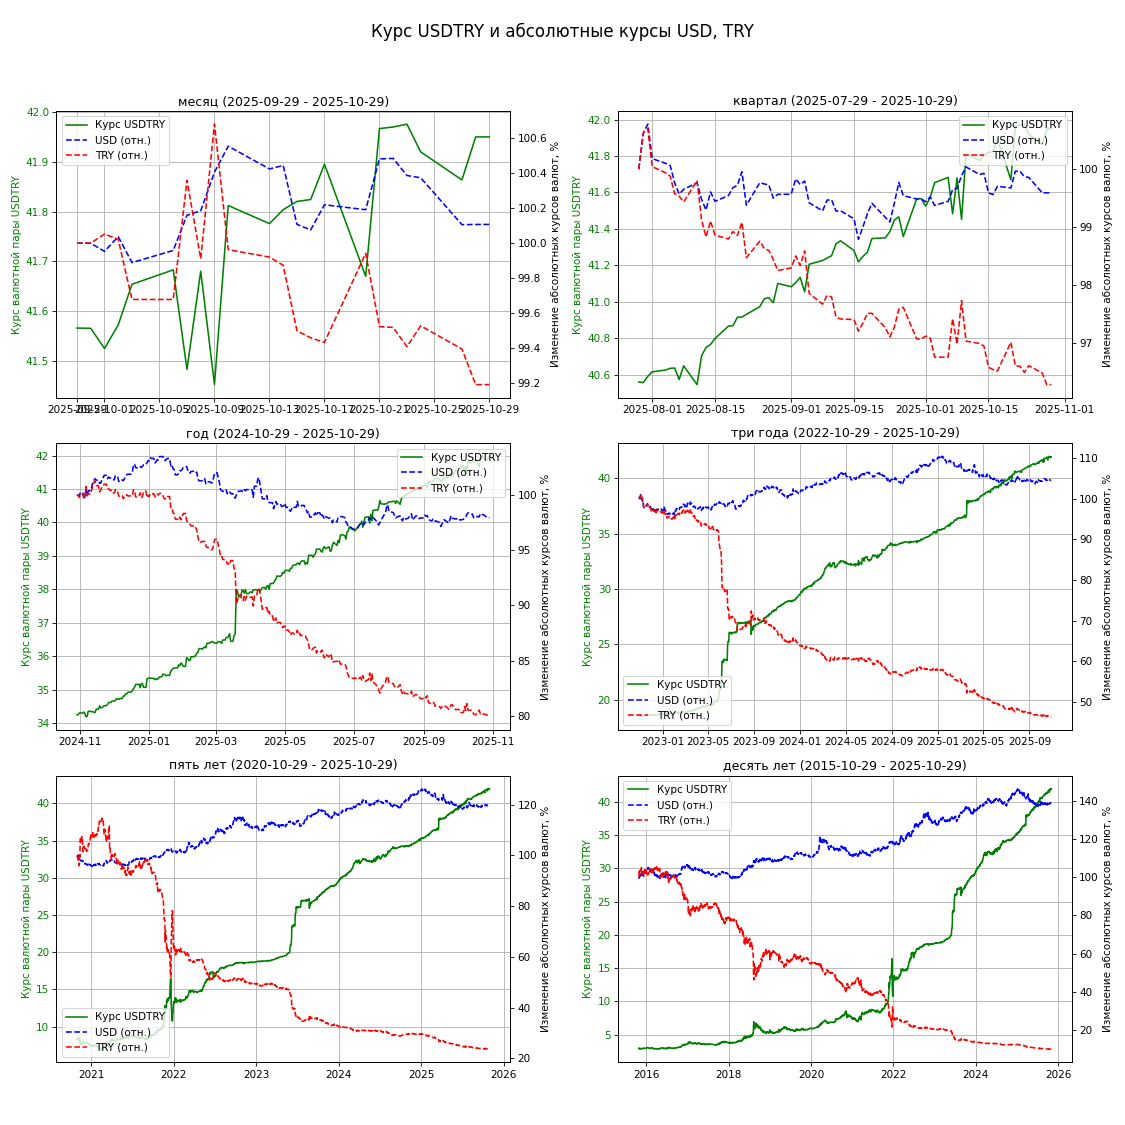 Курс USDTRY и абсолютные курсы USD, TRY
месяц (2025-09-29 - 2025-10-29)
Курс валютной пары USDTRY
42.0
41.9
41.8
41.7
41.6
41.5
Курс USDTRY
USD (отн.)
TRY (отн.)
100.6
100.4
100.2
100.0
99.8
99.6
99.4
99.2
Изменение абсолютных курсов валют, %
2025-09-29 2025-10-01 2025-10-05 2025-10-09 2025-10-13 2025-10-17 2025-10-21 2025-10-25 2025-10-29
квартал (2025-07-29 - 2025-10-29)
Курс валютной пары USDTRY
42.0
41.8
41.6
41.4
41.2
41.0
40.8
40.6
Курс USDTRY
USD (отн.)
TRY (отн.)
100
99
98
97
Изменение абсолютных курсов валют, %
2025-08-01 2025-08-15 2025-09-01 2025-09-15 2025-10-01 2025-10-15 2025-11-01
год (2024-10-29 - 2025-10-29)
Курс валютной пары USDTRY
42
41
40
39
38
37
36
35
34
Курс USDTRY
USD (отн.)
TRY (отн.)
100
95
90
85
80
Изменение абсолютных курсов валют, %
2024-11 2025-01 2025-03 2025-05 2025-07 2025-09 2025-11
три года (2022-10-29 - 2025-10-29)
Курс валютной пары USDTRY
40
35
30
25
20
Курс USDTRY
USD (отн.)
TRY (отн.)
110
100
90
80
70
60
50
Изменение абсолютных курсов валют, %
2023-01 2023-05 2023-09 2024-01 2024-05 2024-09 2025-01 2025-05 2025-09
пять лет (2020-10-29 - 2025-10-29)
Курс валютной пары USDTRY
40
35
30
25
20
15
10
Курс USDTRY
USD (отн.)
TRY (отн.)
120
100
80
60
40
20
Изменение абсолютных курсов валют, %
2021 2022 2023 2024 2025 2026
десять лет (2015-10-29 - 2025-10-29)
Курс валютной пары USDTRY
40
35
30
25
20
15
10
5
Курс USDTRY
USD (отн.)
TRY (отн.)
140
120
100
80
60
40
20
Изменение абсолютных курсов валют, %
2016 2018 2020 2022 2024 2026